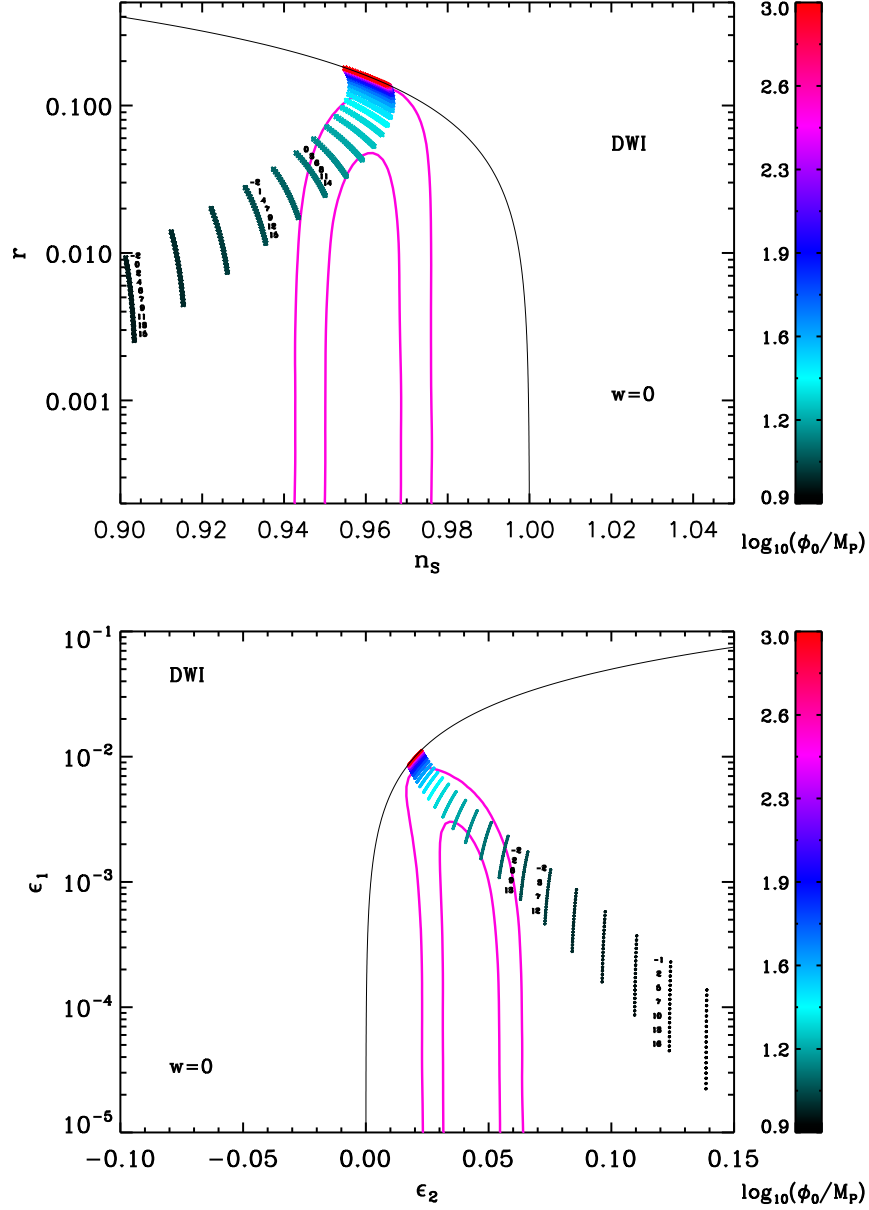 0.100
0.010
0.001
r
DWI
w=0
0.90 0.92 0.94 0.96 0.98 1.00 1.02 1.04
n_S
3.0
2.6
2.3
1.9
1.6
1.2
0.9
log₁₀(ϕ₀/M_P)
10⁻¹
10⁻²
10⁻³
10⁻⁴
10⁻⁵
ϵ₁
DWI
w=0
−0.10 −0.05 0.00 0.05 0.10 0.15
ϵ₂
3.0
2.6
2.3
1.9
1.6
1.2
0.9
log₁₀(ϕ₀/M_P)